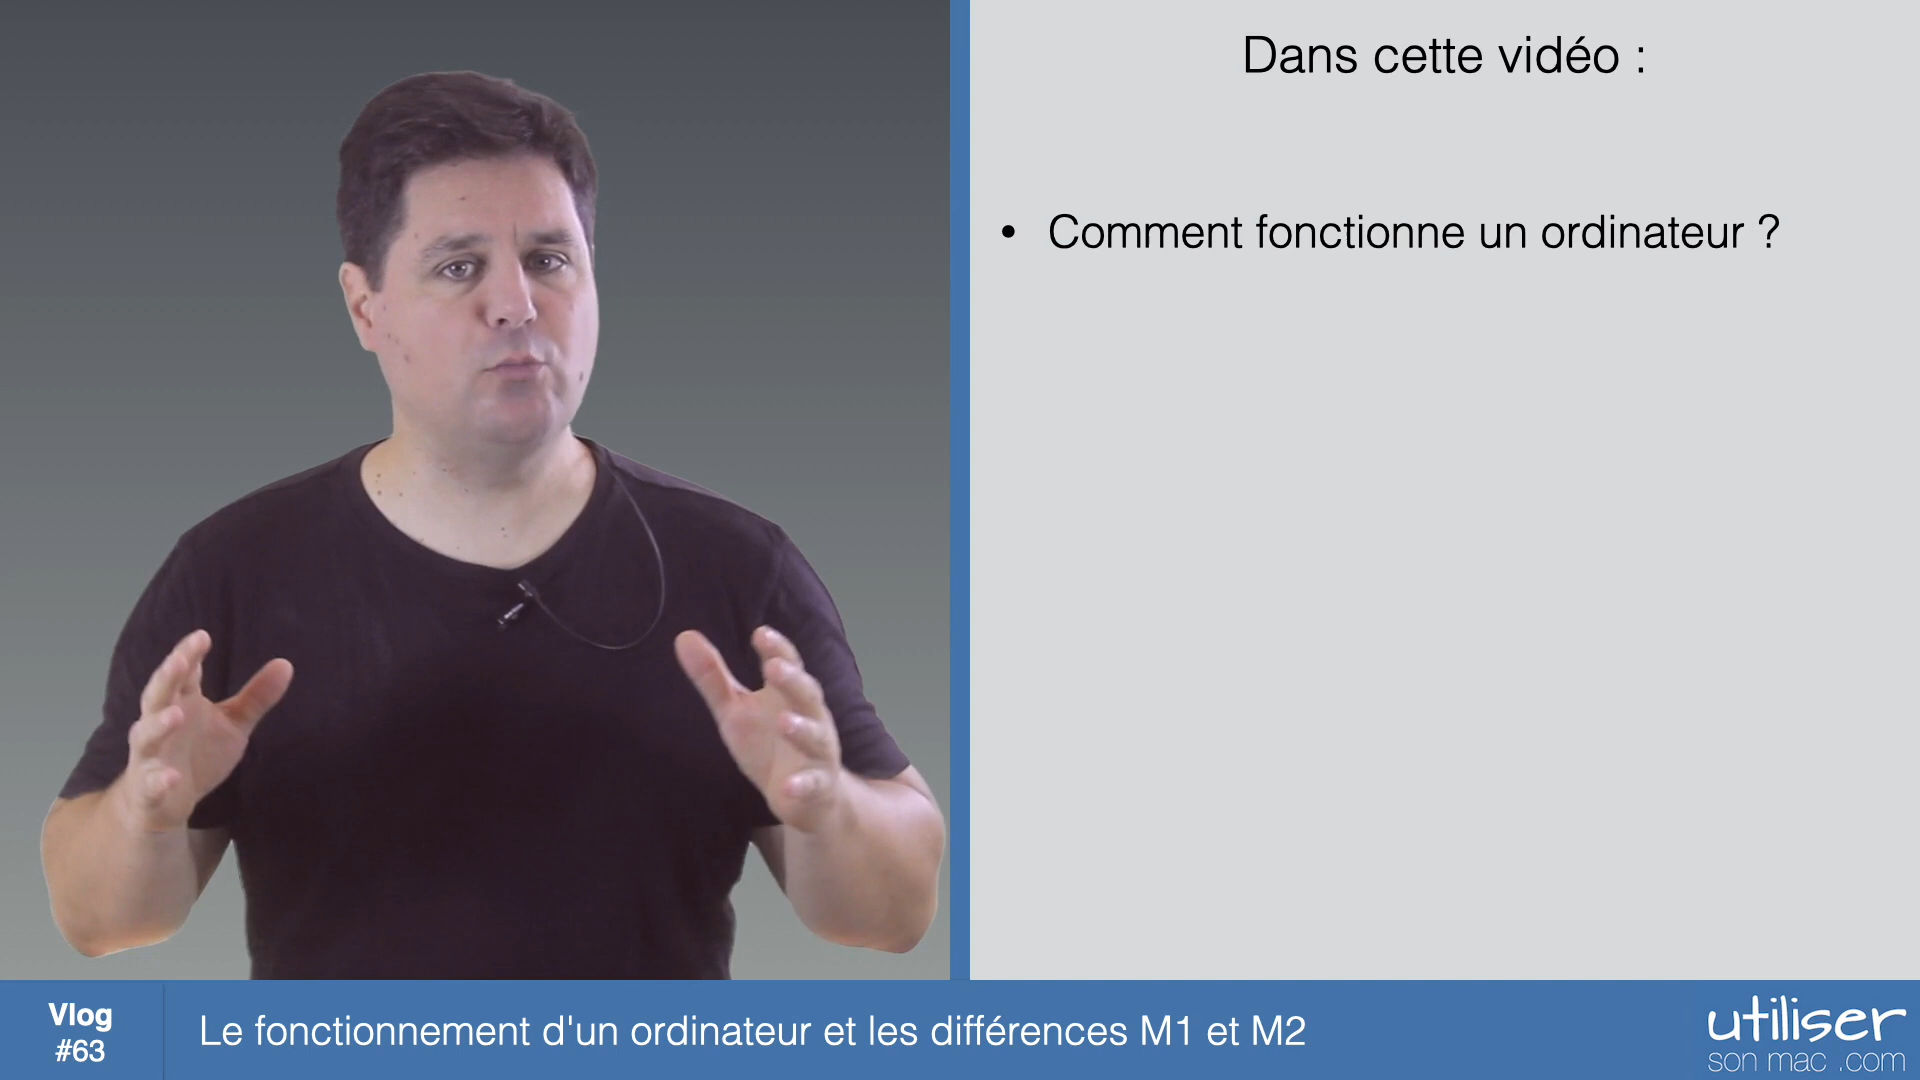 Dans cette vidéo :
• Comment fonctionne un ordinateur ?
Vlog
#63
Le fonctionnement d'un ordinateur et les différences M1 et M2
utiliser
son mac .com